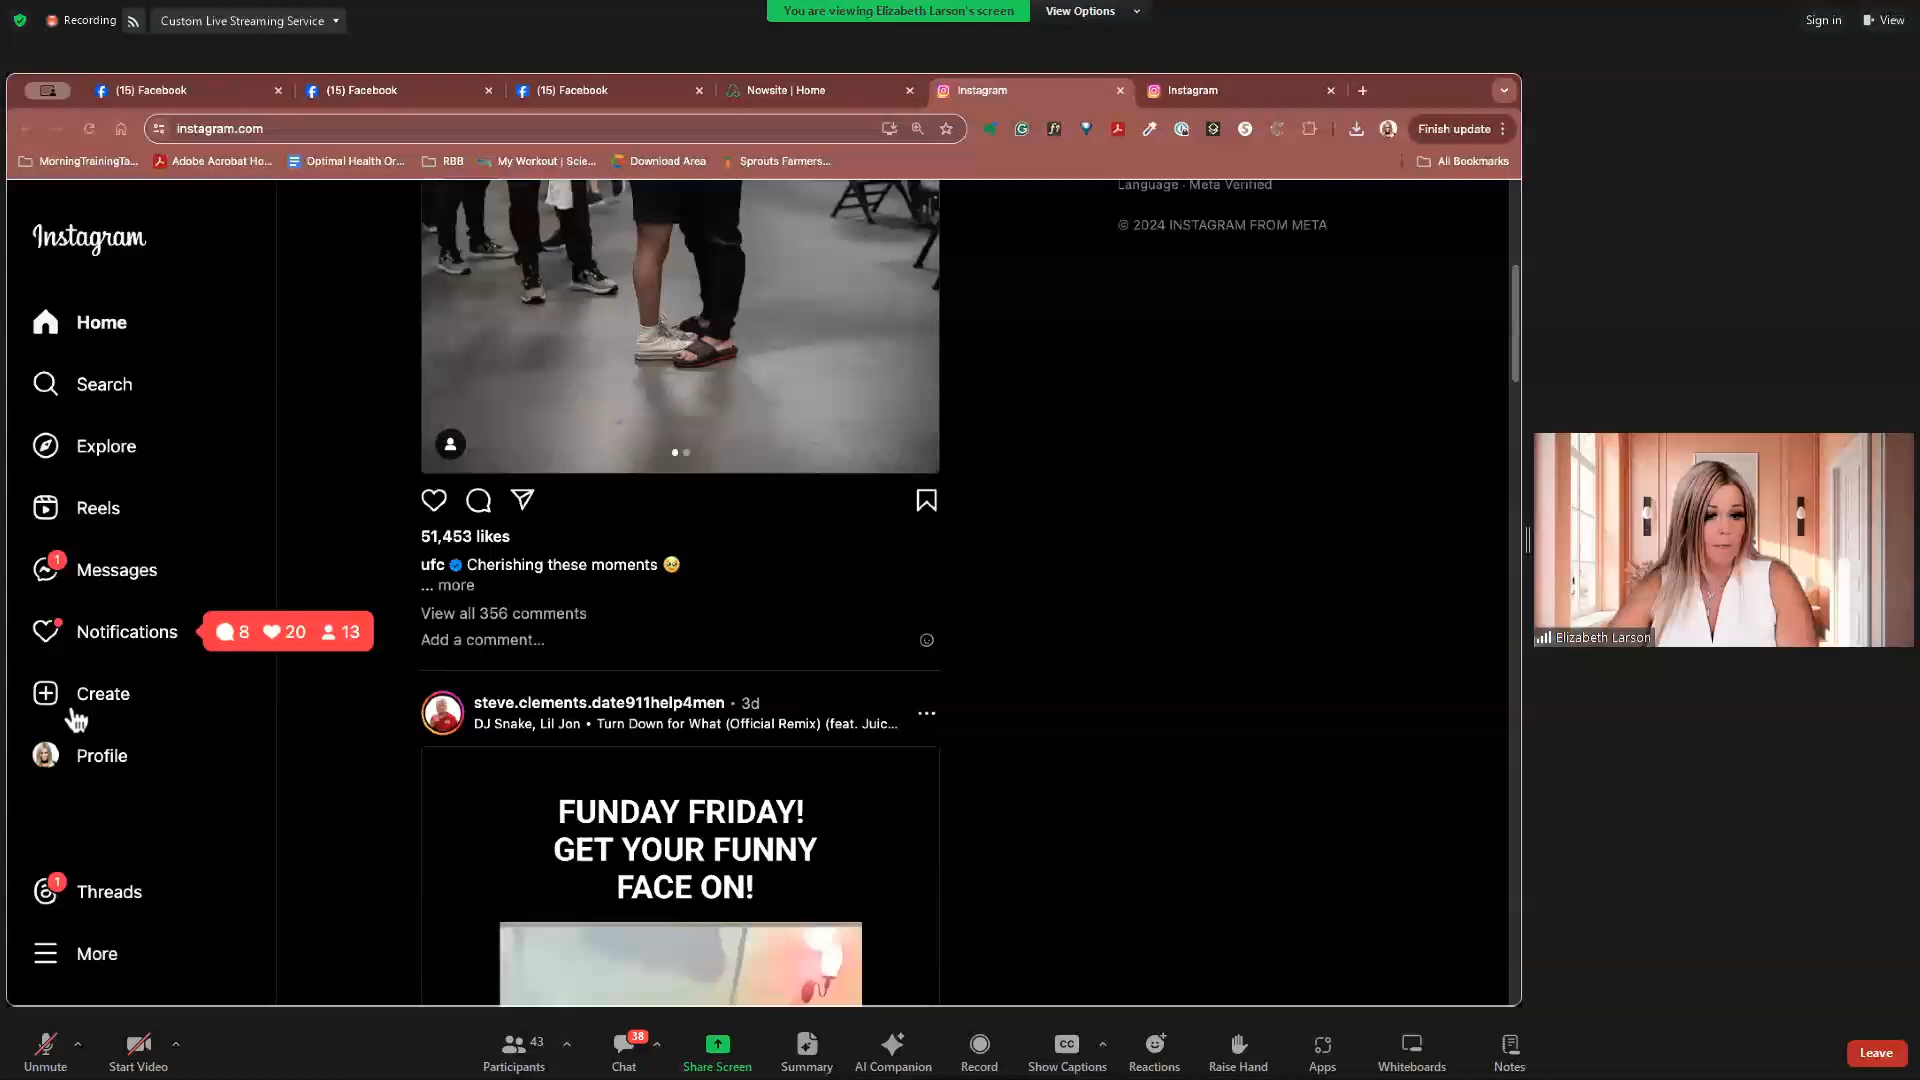 Recording
Custom Live Streaming Service
You are viewing Elizabeth Larson's screen
View Options
Sign in
View
(15) Facebook
(15) Facebook
(15) Facebook
Nowsite | Home
Instagram
Instagram
instagram.com
Finish update
MorningTrainingTa...
Adobe Acrobat Ho...
Optimal Health Or...
RBB
My Workout | Scie...
Download Area
Sprouts Farmers...
All Bookmarks
Language · Meta Verified
© 2024 INSTAGRAM FROM META
Instagram
Home
Search
Explore
Reels
1
Messages
Notifications
8 20 13
Create
Profile
1
Threads
More
51,453 likes
ufc Cherishing these moments 🥹
... more
View all 356 comments
Add a comment...
steve.clements.date911help4men · 3d
DJ Snake, Lil Jon • Turn Down for What (Official Remix) (feat. Juic...
FUNDAY FRIDAY!
GET YOUR FUNNY
FACE ON!
Elizabeth Larson
Unmute
Start Video
43
Participants
38
Chat
Share Screen
Summary
AI Companion
Record
CC
Show Captions
Reactions
Raise Hand
Apps
Whiteboards
Notes
Leave